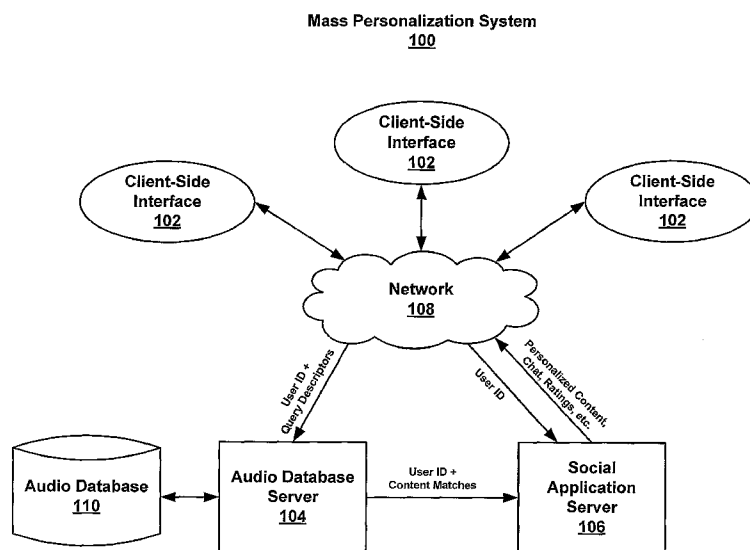 Mass Personalization System
100
Client-Side
Interface
102
Client-Side
Interface
102
Client-Side
Interface
102
Network
108
User ID +
Query Descriptors
User ID
Personalized Content,
Chat, Ratings, etc.
Audio Database
110
Audio Database
Server
104
User ID +
Content Matches
Social
Application
Server
106